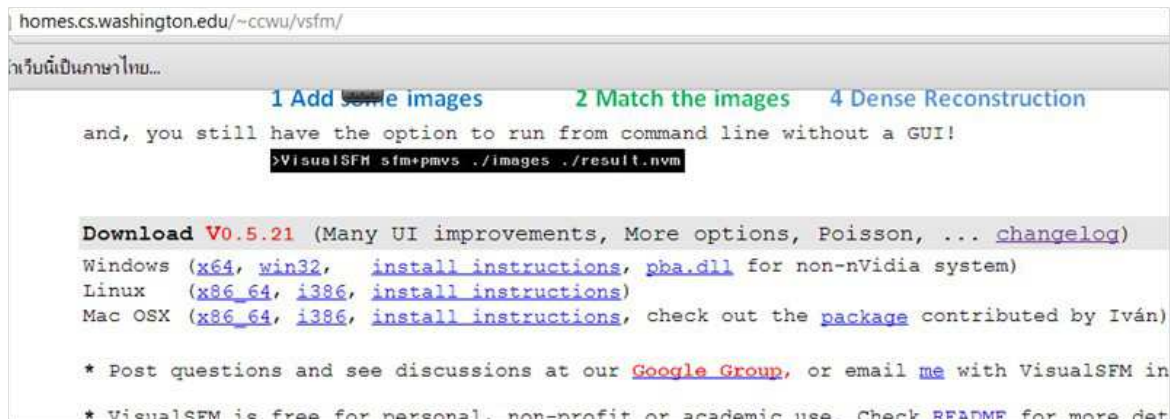 homes.cs.washington.edu/~ccwu/vsfm/
าเว็บนี้เป็นภาษาไทย...
1 Add some images 2 Match the images 4 Dense Reconstruction
and, you still have the option to run from command line without a GUI!
>VisualSFM sfm+pmvs ./images ./result.nvm
Download V0.5.21 (Many UI improvements, More options, Poisson, ... changelog)
Windows (x64, win32, install instructions, pba.dll for non-nVidia system)
Linux (x86_64, i386, install instructions)
Mac OSX (x86_64, i386, install instructions, check out the package contributed by Iván)
* Post questions and see discussions at our Google Group, or email me with VisualSFM in
* VisualSFM is free for personal, non-profit or academic use. Check README for more det